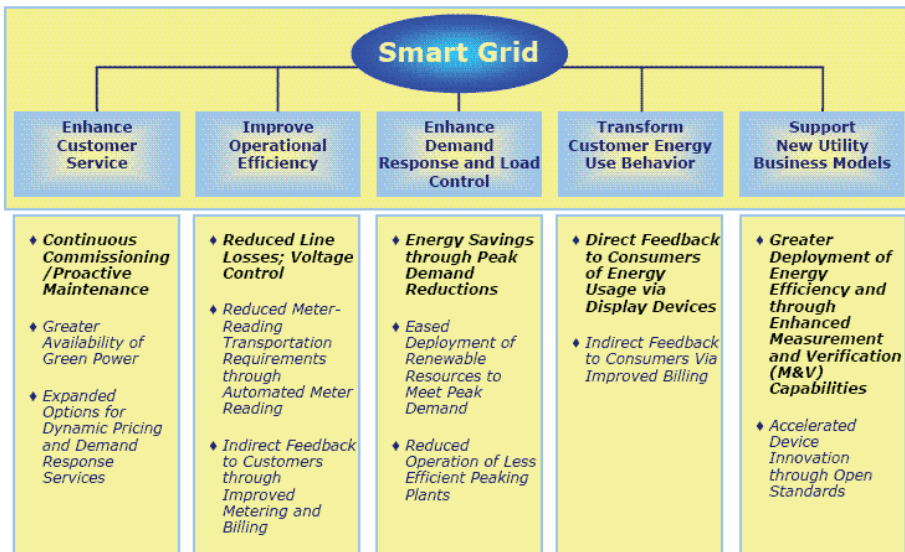 Smart Grid
Enhance
Customer
Service
Improve
Operational
Efficiency
Enhance
Demand
Response and Load
Control
Transform
Customer Energy
Use Behavior
Support
New Utility
Business Models
♦ Continuous
Commissioning
/Proactive
Maintenance
♦ Greater
Availability of
Green Power
♦ Expanded
Options for
Dynamic Pricing
and Demand
Response
Services
♦ Reduced Line
Losses; Voltage
Control
♦ Reduced Meter-
Reading
Transportation
Requirements
through
Automated Meter
Reading
♦ Indirect Feedback
to Customers
through
Improved
Metering and
Billing
♦ Energy Savings
through Peak
Demand
Reductions
♦ Eased
Deployment of
Renewable
Resources to
Meet Peak
Demand
♦ Reduced
Operation of Less
Efficient Peaking
Plants
♦ Direct Feedback
to Consumers
of Energy
Usage via
Display Devices
♦ Indirect Feedback
to Consumers Via
Improved Billing
♦ Greater
Deployment of
Energy
Efficiency and
through
Enhanced
Measurement
and Verification
(M&V)
Capabilities
♦ Accelerated
Device
Innovation
through Open
Standards